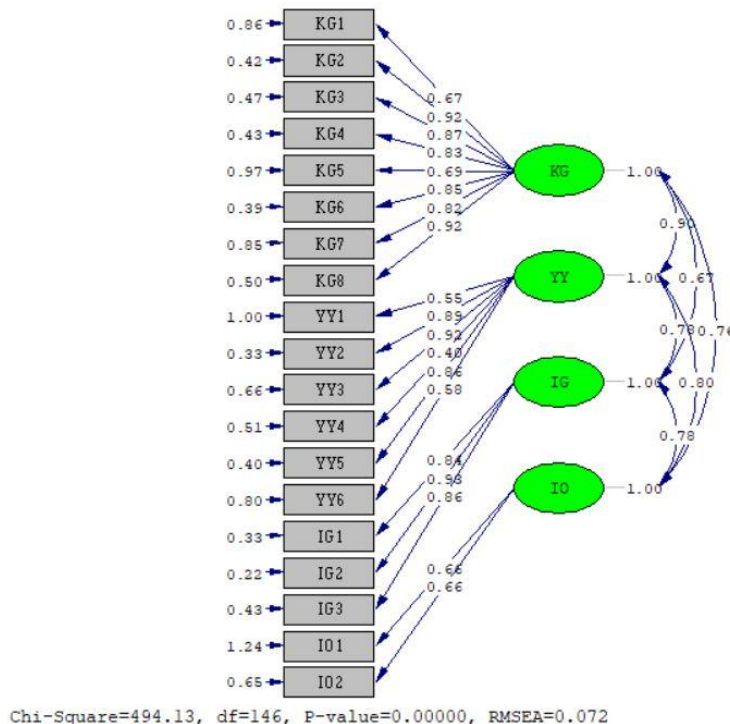 0.86 KG1
0.42 KG2
0.47 KG3
0.43 KG4
0.97 KG5
0.39 KG6
0.85 KG7
0.50 KG8
1.00 YY1
0.33 YY2
0.66 YY3
0.51 YY4
0.40 YY5
0.80 YY6
0.33 IG1
0.22 IG2
0.43 IG3
1.24 IO1
0.65 IO2
0.67
0.92
0.87
0.83
0.69
0.85
0.82
0.92
0.55
0.89
0.92
0.40
0.86
0.58
0.84
0.93
0.86
0.66
0.66
KG 1.00
YY 1.00
IG 1.00
IO 1.00
0.90
0.67
0.76
0.80
0.78
Chi-Square=494.13, df=146, P-value=0.00000, RMSEA=0.072